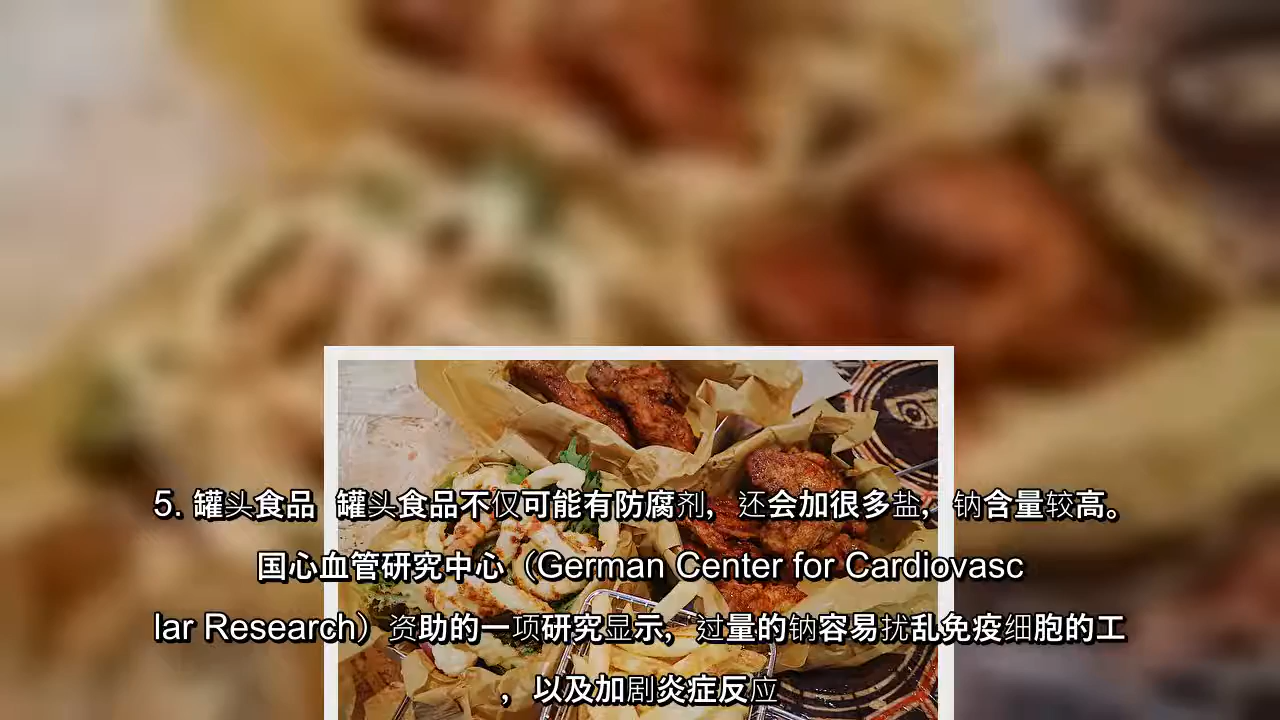 5. 罐头食品 罐头食品不仅可能有防腐剂，还会加很多盐，钠含量较高。
国心血管研究中心（German Center for Cardiovasc
lar Research）资助的一项研究显示，过量的钠容易扰乱免疫细胞的工
，以及加剧炎症反应